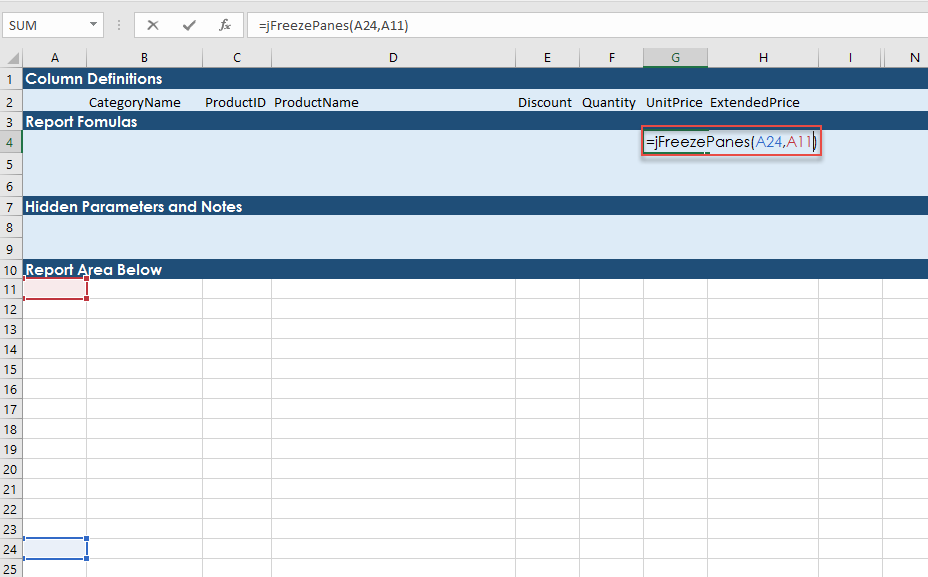 SUM fx =jFreezePanes(A24,A11)
A B C D E F G H I N
1 Column Definitions
2 CategoryName ProductID ProductName Discount Quantity UnitPrice ExtendedPrice
3 Report Fomulas
4 =jFreezePanes(A24,A11)
5
6
7 Hidden Parameters and Notes
8
9
10 Report Area Below
11
12
13
14
15
16
17
18
19
20
21
22
23
24
25